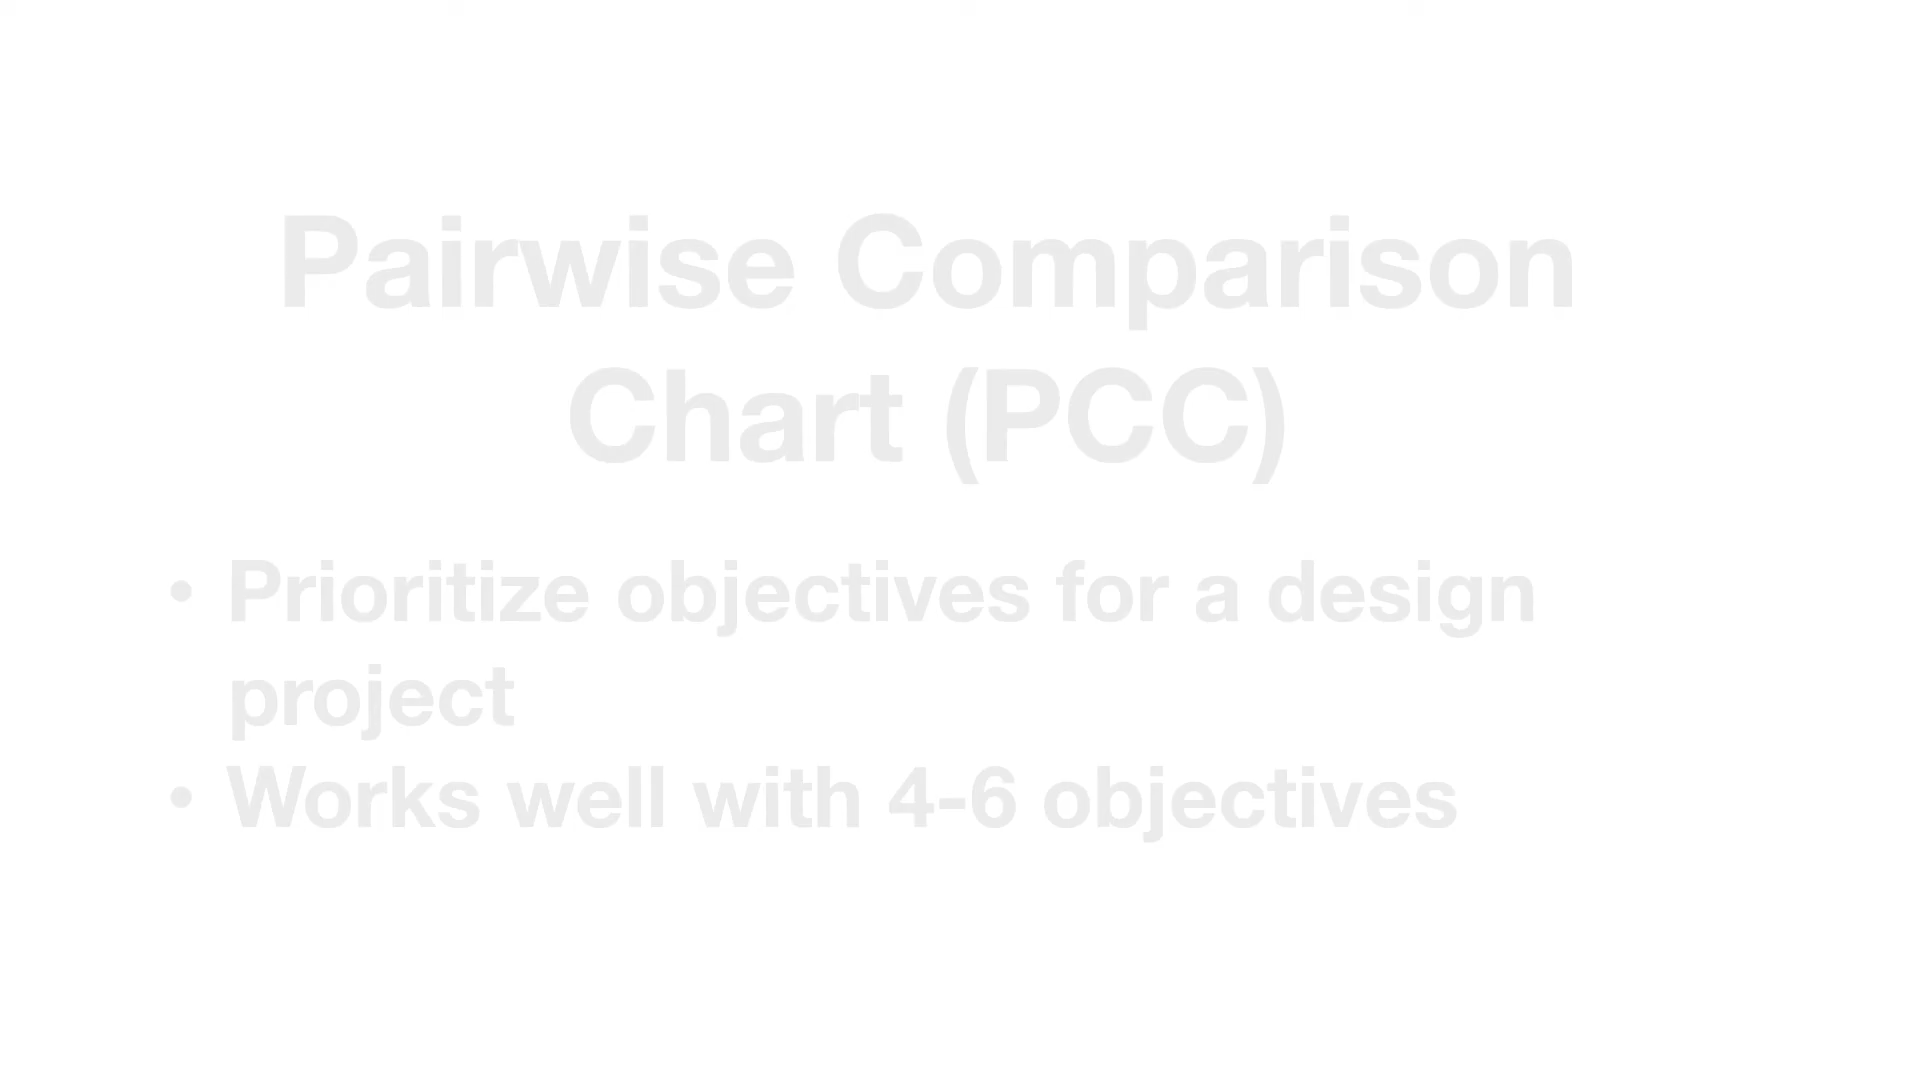 Pairwise Comparison
Chart (PCC)
• Prioritize objectives for a design
project
• Works well with 4-6 objectives